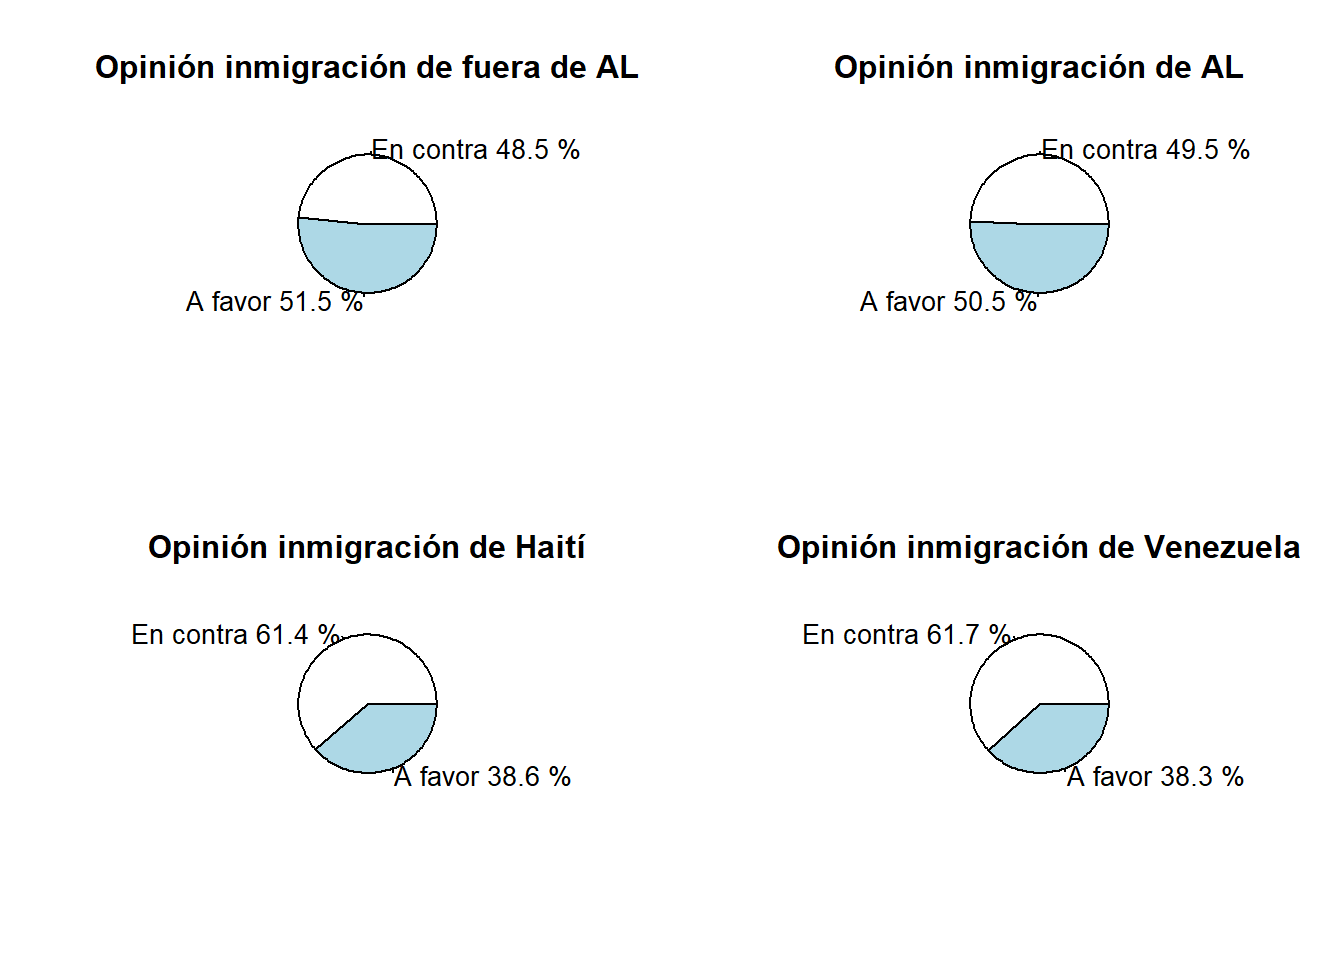 Opinión inmigración de fuera de AL
En contra 48.5 %
A favor 51.5 %
Opinión inmigración de AL
En contra 49.5 %
A favor 50.5 %
Opinión inmigración de Haití
En contra 61.4 %
A favor 38.6 %
Opinión inmigración de Venezuela
En contra 61.7 %
A favor 38.3 %